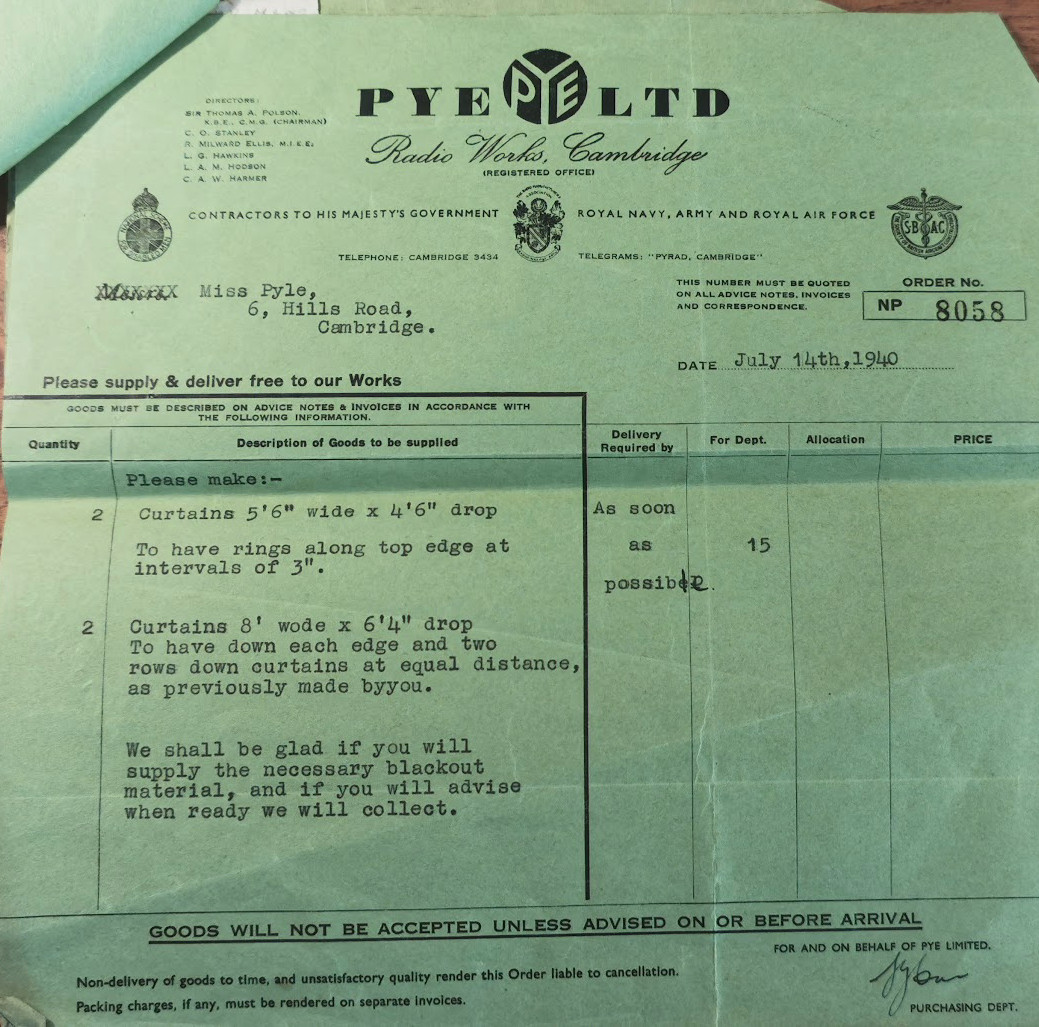 PYE PYE LTD
DIRECTORS:
SIR THOMAS A. POLSON,
K.B.E., C.M.G. (CHAIRMAN)
C. O. STANLEY
R. MILWARD ELLIS, M.I.E.E.
L. G. HAWKINS
L. A. M. HODSON
C. A. W. HARMER
Radio Works, Cambridge
(REGISTERED OFFICE)
CONTRACTORS TO HIS MAJESTY'S GOVERNMENT ROYAL NAVY, ARMY AND ROYAL AIR FORCE
SBAC
TELEPHONE: CAMBRIDGE 3434 TELEGRAMS: "PYRAD, CAMBRIDGE"
Miss Pyle,
6, Hills Road,
Cambridge.
THIS NUMBER MUST BE QUOTED
ON ALL ADVICE NOTES, INVOICES
AND CORRESPONDENCE.
ORDER No.
NP 8058
DATE July 14th,1940
Please supply & deliver free to our Works
GOODS MUST BE DESCRIBED ON ADVICE NOTES & INVOICES IN ACCORDANCE WITH
THE FOLLOWING INFORMATION.
Quantity Description of Goods to be supplied Delivery Required by For Dept. Allocation PRICE
Please make:-
2 Curtains 5'6" wide x 4'6" drop As soon
To have rings along top edge at as 15
intervals of 3".
possible.
2 Curtains 8' wode x 6'4" drop
To have down each edge and two
rows down curtains at equal distance,
as previously made byyou.
We shall be glad if you will
supply the necessary blackout
material, and if you will advise
when ready we will collect.
GOODS WILL NOT BE ACCEPTED UNLESS ADVISED ON OR BEFORE ARRIVAL
FOR AND ON BEHALF OF PYE LIMITED.
Non-delivery of goods to time, and unsatisfactory quality render this Order liable to cancellation.
Packing charges, if any, must be rendered on separate invoices.
PURCHASING DEPT.